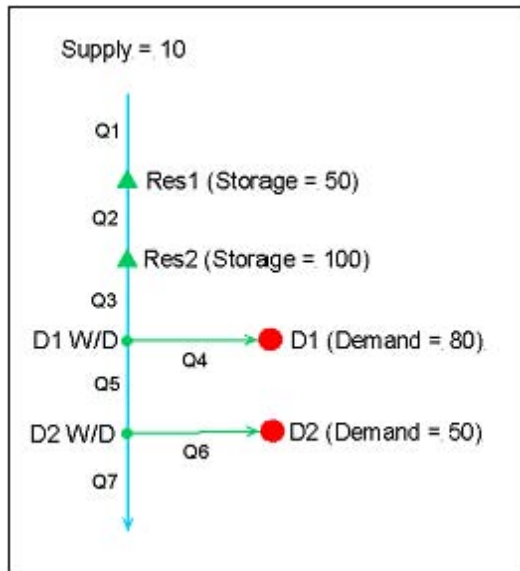 Supply = 10
Q1
Res1 (Storage = 50)
Q2
Res2 (Storage = 100)
Q3
D1 W/D
D1 (Demand = 80)
Q4
Q5
D2 W/D
D2 (Demand = 50)
Q6
Q7